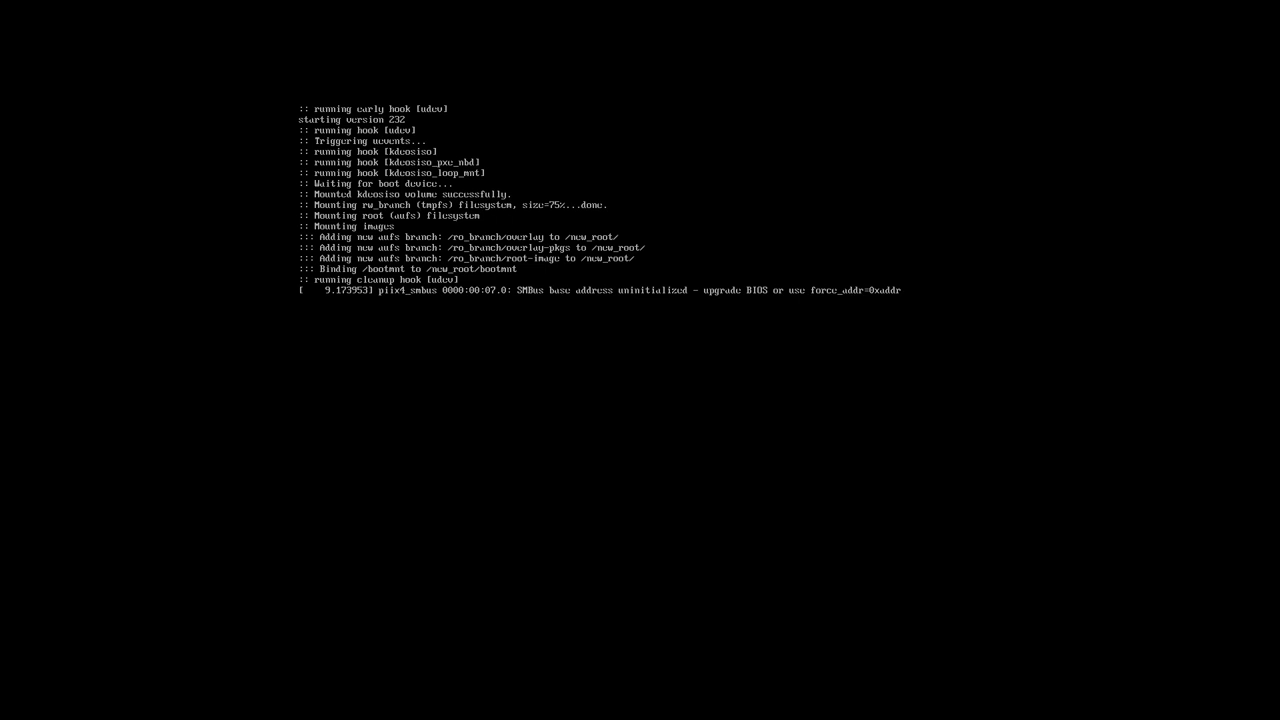 :: running early hook [udev]
starting version 232
:: running hook [udev]
:: Triggering uevents...
:: running hook [kdeosiso]
:: running hook [kdeosiso_pxe_nbd]
:: running hook [kdeosiso_loop_mnt]
:: Waiting for boot device...
:: Mounted kdeosiso volume successfully.
:: Mounting rw_branch (tmpfs) filesystem, size=75%...done.
:: Mounting root (aufs) filesystem
:: Mounting images
::: Adding new aufs branch: /ro_branch/overlay to /new_root/
::: Adding new aufs branch: /ro_branch/overlay-pkgs to /new_root/
::: Adding new aufs branch: /ro_branch/root-image to /new_root/
::: Binding /bootmnt to /new_root/bootmnt
:: running cleanup hook [udev]
[    9.173953] piix4_smbus 0000:00:07.0: SMBus base address uninitialized - upgrade BIOS or use force_addr=0xaddr